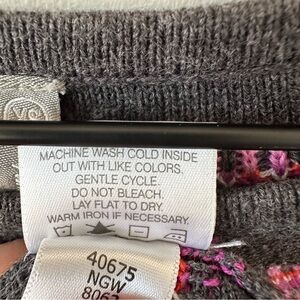 MACHINE WASH COLD INSIDE
OUT WITH LIKE COLORS.
GENTLE CYCLE.
DO NOT BLEACH.
LAY FLAT TO DRY.
WARM IRON IF NECESSARY.
40675
NGW